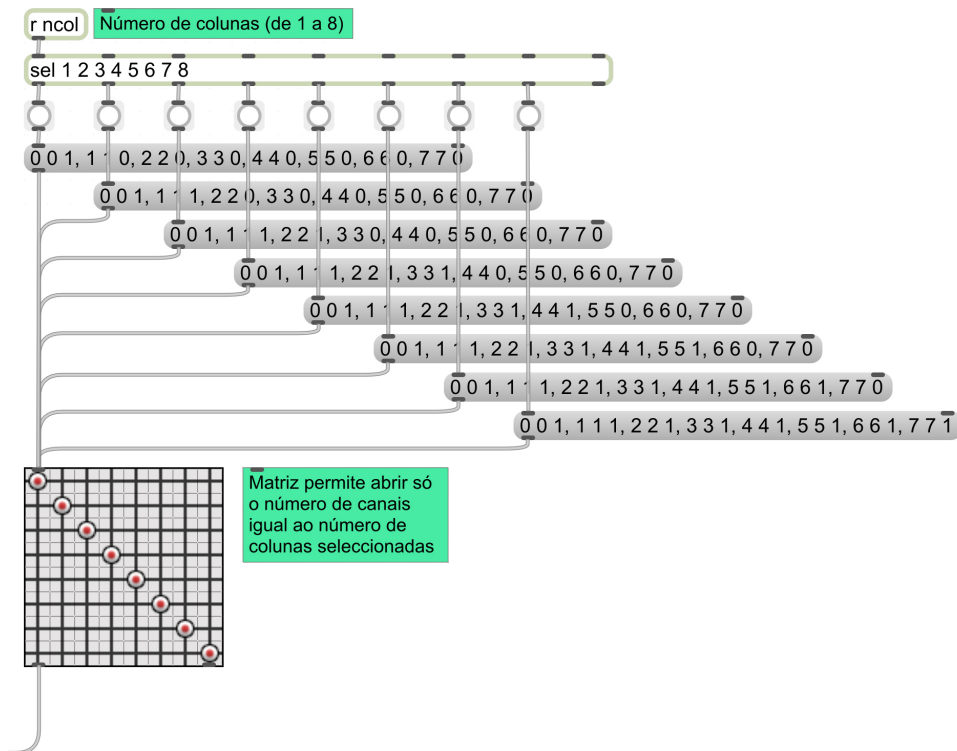 r ncol
Número de colunas (de 1 a 8)
sel 1 2 3 4 5 6 7 8
0 0 1, 1 1 0, 2 2 0, 3 3 0, 4 4 0, 5 5 0, 6 6 0, 7 7 0
0 0 1, 1 1 1, 2 2 0, 3 3 0, 4 4 0, 5 5 0, 6 6 0, 7 7 0
0 0 1, 1 1 1, 2 2 1, 3 3 0, 4 4 0, 5 5 0, 6 6 0, 7 7 0
0 0 1, 1 1 1, 2 2 1, 3 3 1, 4 4 0, 5 5 0, 6 6 0, 7 7 0
0 0 1, 1 1 1, 2 2 1, 3 3 1, 4 4 1, 5 5 0, 6 6 0, 7 7 0
0 0 1, 1 1 1, 2 2 1, 3 3 1, 4 4 1, 5 5 1, 6 6 0, 7 7 0
0 0 1, 1 1 1, 2 2 1, 3 3 1, 4 4 1, 5 5 1, 6 6 1, 7 7 0
0 0 1, 1 1 1, 2 2 1, 3 3 1, 4 4 1, 5 5 1, 6 6 1, 7 7 1
Matriz permite abrir só
o número de canais
igual ao número de
colunas seleccionadas